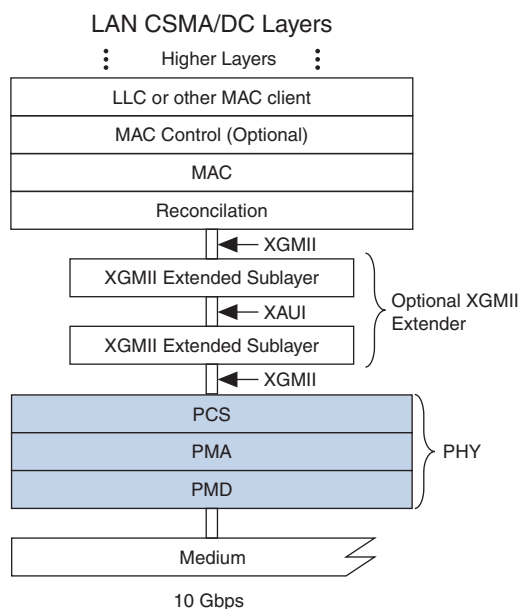 LAN CSMA/DC Layers
Higher Layers
LLC or other MAC client
MAC Control (Optional)
MAC
Reconcilation
XGMII
XGMII Extended Sublayer
XAUI
Optional XGMII
Extender
XGMII Extended Sublayer
XGMII
PCS
PMA
PHY
PMD
Medium
10 Gbps